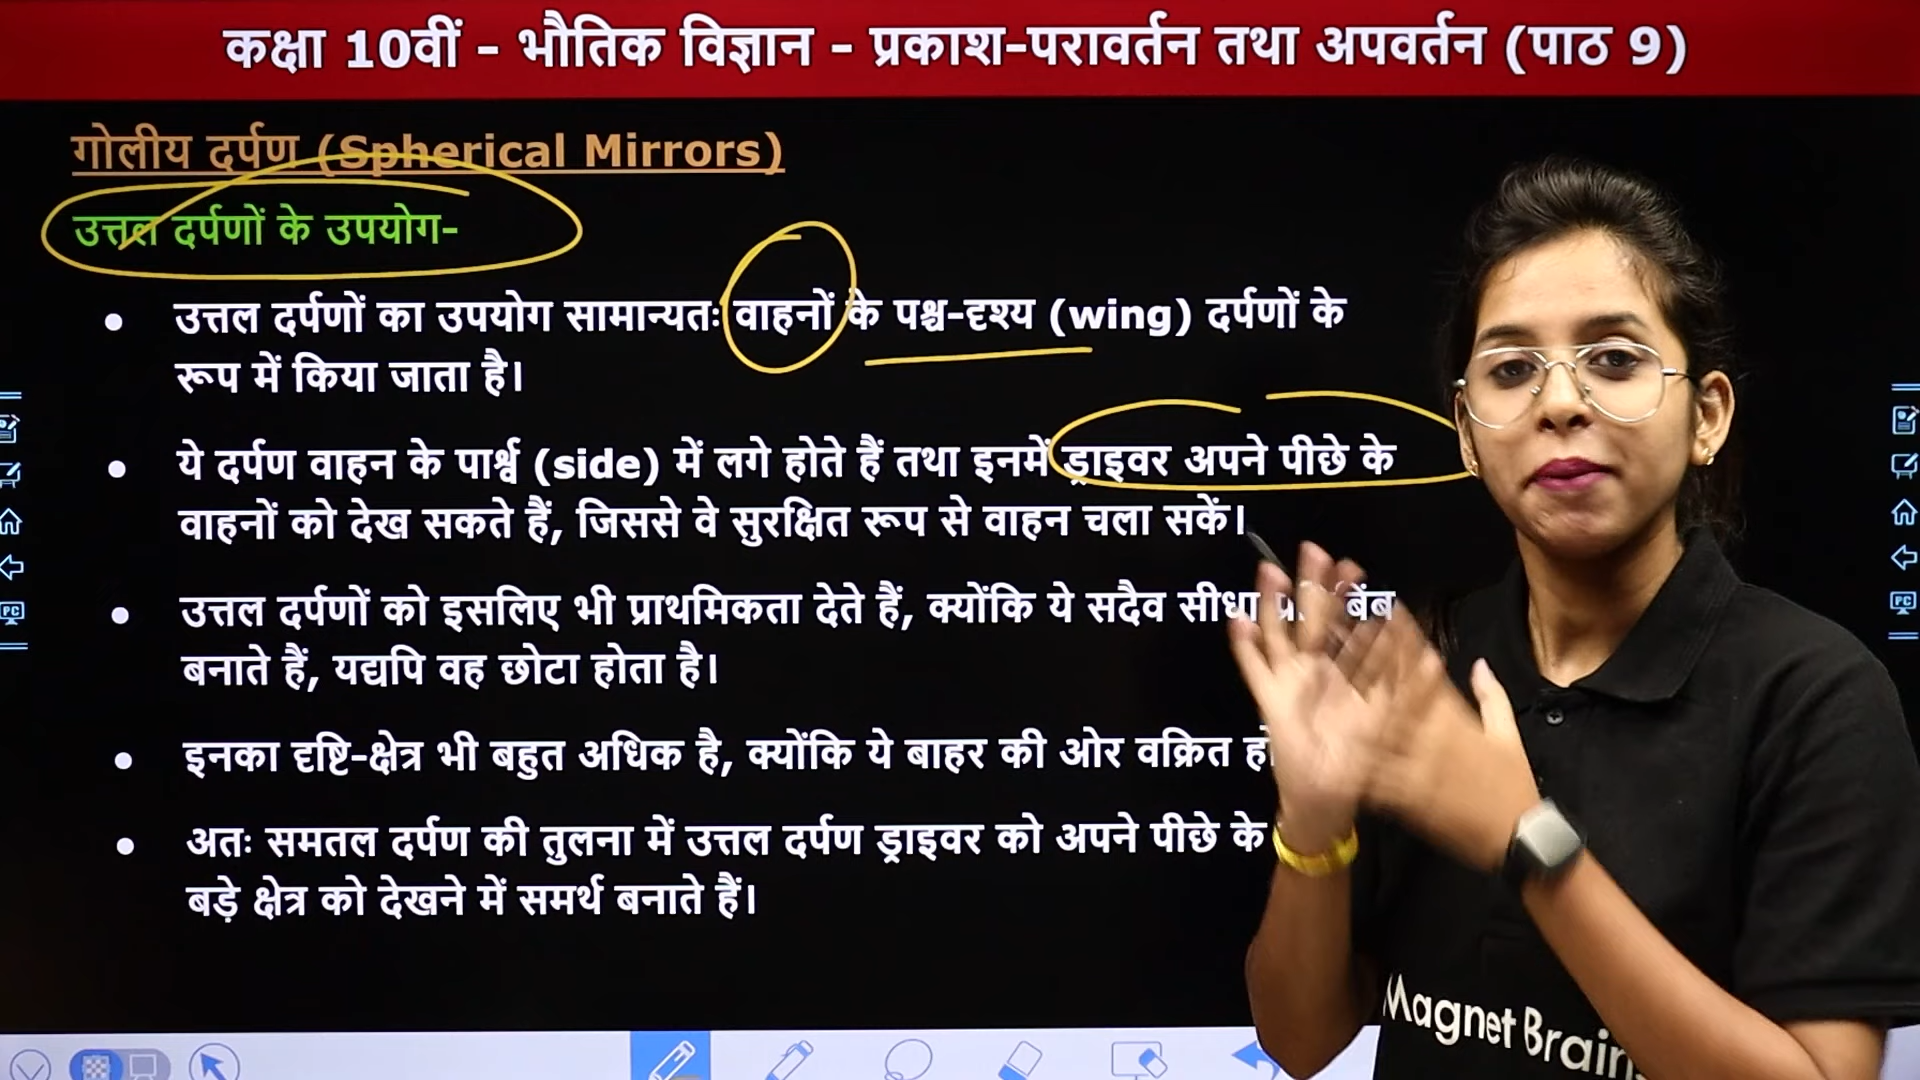 कक्षा 10वीं - भौतिक विज्ञान - प्रकाश-परावर्तन तथा अपवर्तन (पाठ 9)
गोलीय दर्पण (Spherical Mirrors)
उत्तल दर्पणों के उपयोग-
उत्तल दर्पणों का उपयोग सामान्यतः वाहनों के पश्च-दृश्य (wing) दर्पणों के
रूप में किया जाता है।
ये दर्पण वाहन के पार्श्व (side) में लगे होते हैं तथा इनमें ड्राइवर अपने पीछे के
वाहनों को देख सकते हैं, जिससे वे सुरक्षित रूप से वाहन चला सकें।
उत्तल दर्पणों को इसलिए भी प्राथमिकता देते हैं, क्योंकि ये सदैव सीधा
बनाते हैं, यद्यपि वह छोटा होता है।
इनका दृष्टि-क्षेत्र भी बहुत अधिक है, क्योंकि ये बाहर की ओर वक्रित
अतः समतल दर्पण की तुलना में उत्तल दर्पण ड्राइवर को अपने पीछे के
बड़े क्षेत्र को देखने में समर्थ बनाते हैं।
Magnet Brains
PC
PC